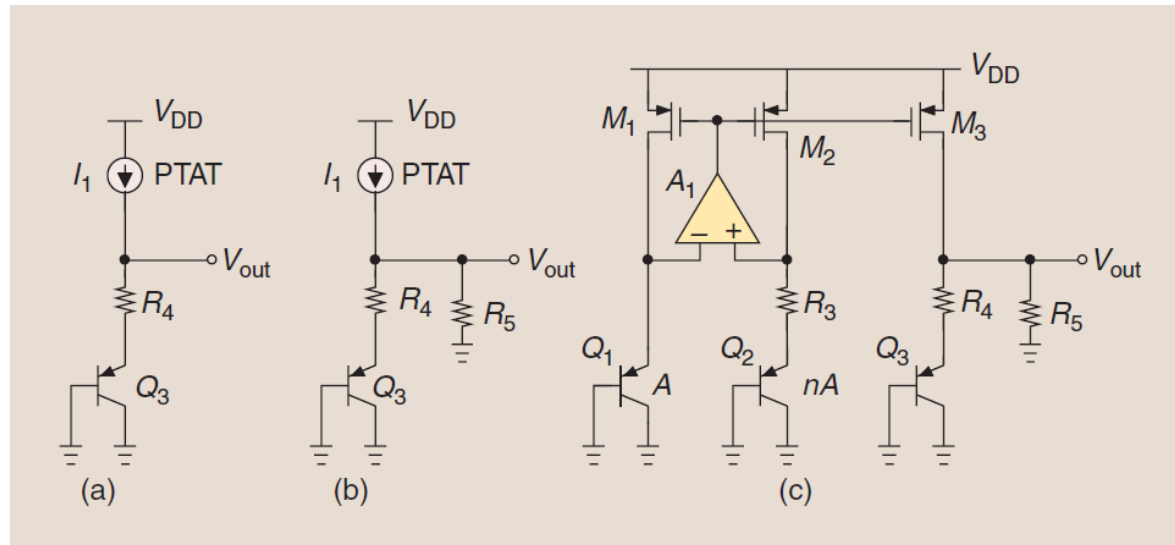 V_DD
I_1 PTAT
V_out
R_4
Q_3
(a)
V_DD
I_1 PTAT
V_out
R_4
R_5
Q_3
(b)
V_DD
M_1
M_2
M_3
A_1
− +
V_out
R_3
R_4
R_5
Q_1
A
Q_2
nA
Q_3
(c)